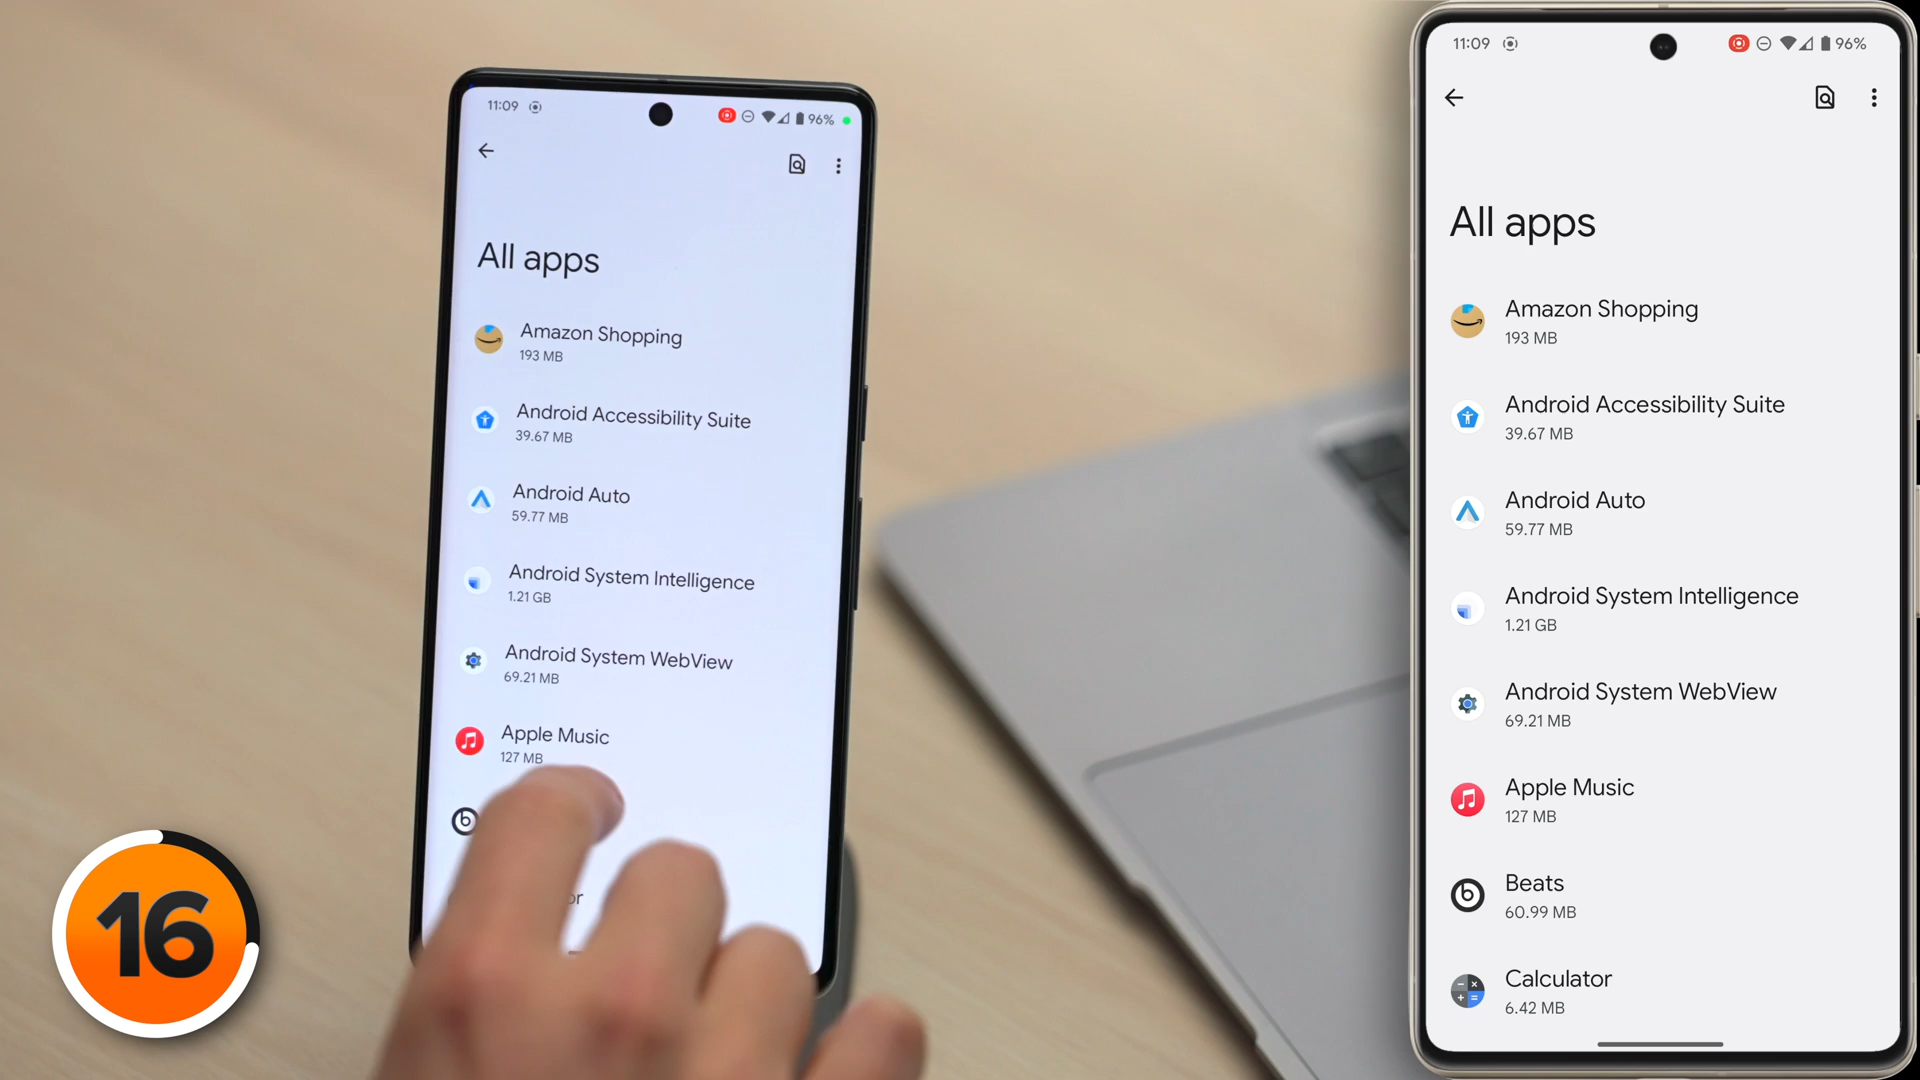 11:09
96%
All apps
Amazon Shopping
193 MB
Android Accessibility Suite
39.67 MB
Android Auto
59.77 MB
Android System Intelligence
1.21 GB
Android System WebView
69.21 MB
Apple Music
127 MB
or
16
11:09
96%
All apps
Amazon Shopping
193 MB
Android Accessibility Suite
39.67 MB
Android Auto
59.77 MB
Android System Intelligence
1.21 GB
Android System WebView
69.21 MB
Apple Music
127 MB
Beats
60.99 MB
Calculator
6.42 MB